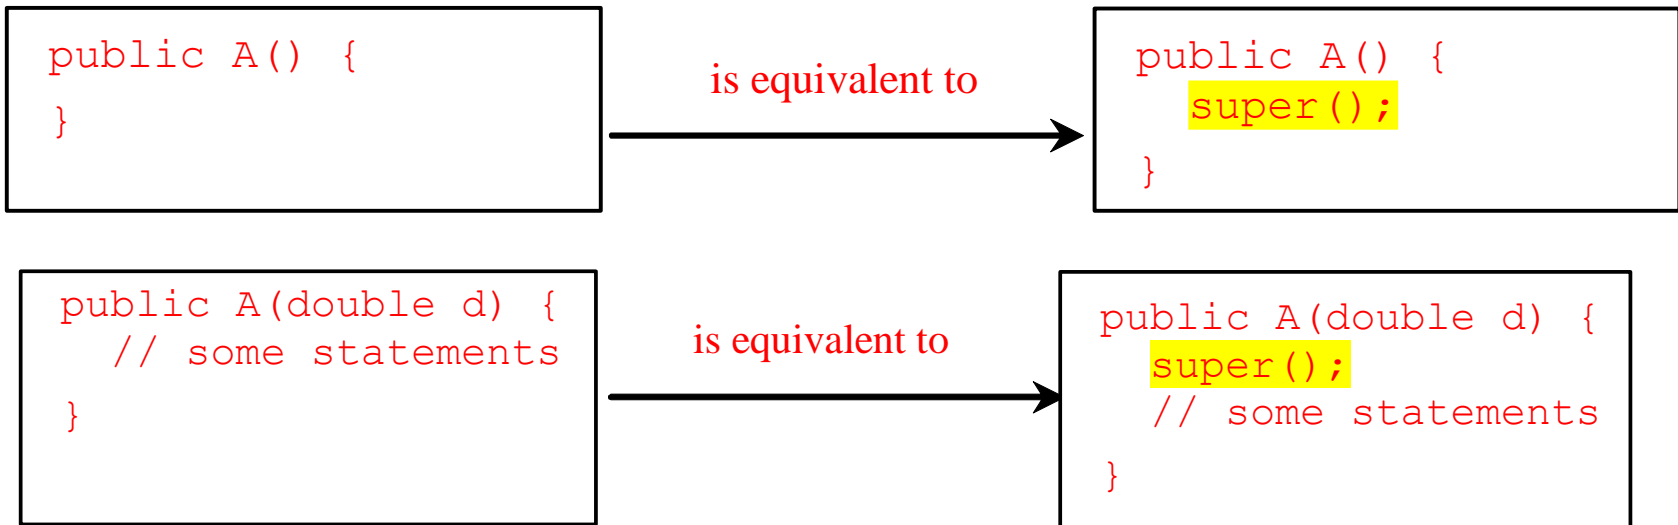 public A() {
}
is equivalent to
public A() {
super();
}
public A(double d) {
// some statements
}
is equivalent to
public A(double d) {
super();
// some statements
}